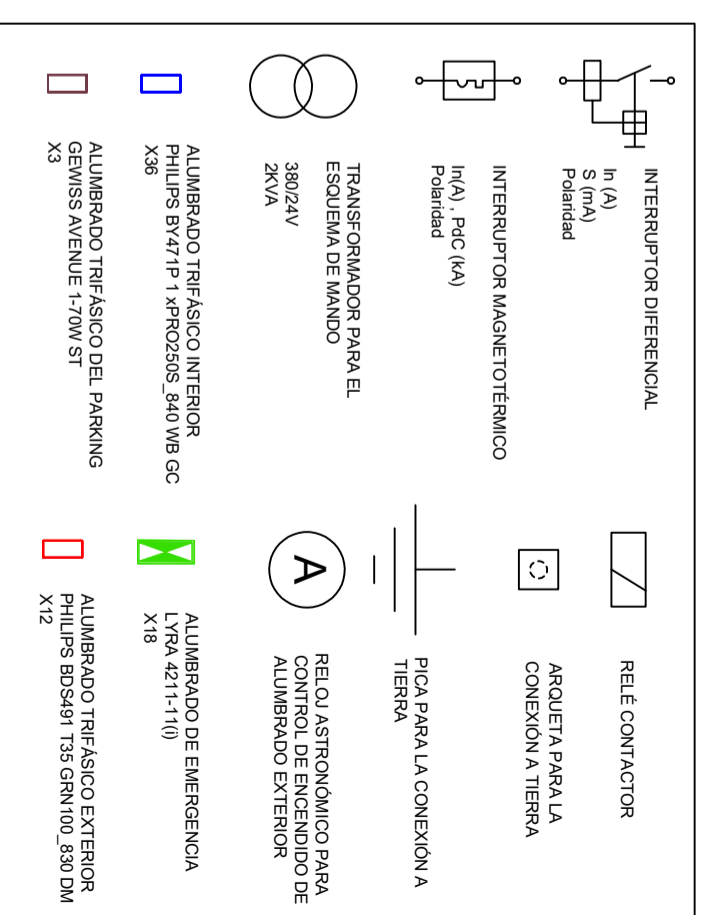 INTERRUPTOR DIFERENCIAL
In (A)
S (mA)
Polaridad
INTERRUPTOR MAGNETOTÉRMICO
In(A) , PdC (kA)
Polaridad
TRANSFORMADOR PARA EL
ESQUEMA DE MANDO
380/24V
2KVA
ALUMBRADO TRIFÁSICO INTERIOR
PHILIPS BY471P 1 xPRO250S_840 WB GC
X36
ALUMBRADO TRIFÁSICO DEL PARKING
GEWISS AVENUE 1-70W ST
X3
RELÉ CONTACTOR
ARQUETA PARA LA
CONEXIÓN A TIERRA
PICA PARA LA CONEXIÓN A
TIERRA
A
RELOJ ASTRONÓMICO PARA
CONTROL DE ENCENDIDO DE
ALUMBRADO EXTERIOR
ALUMBRADO DE EMERGENCIA
LYRA 4211-11(i)
X18
ALUMBRADO TRIFÁSICO EXTERIOR
PHILIPS BDS491 T35 GRN100_830 DM
X12